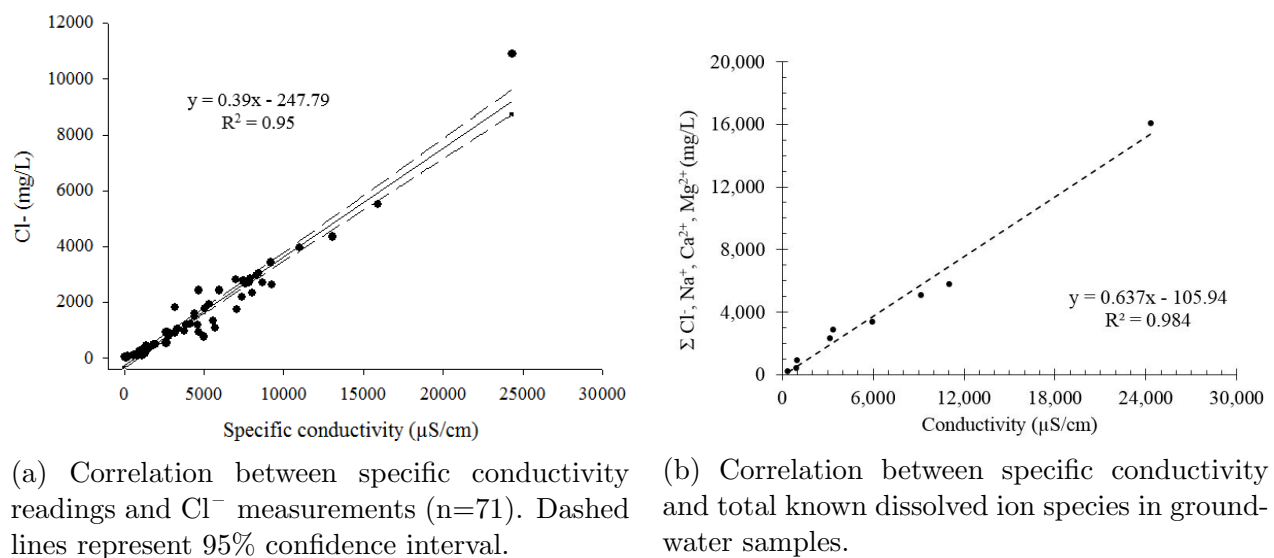 12000
10000
8000
6000
4000
2000
0
Cl- (mg/L)
y = 0.39x - 247.79
R² = 0.95
0 5000 10000 15000 20000 25000 30000
Specific conductivity (µS/cm)
(a) Correlation between specific conductivity
readings and Cl⁻ measurements (n=71). Dashed
lines represent 95% confidence interval.
20,000
16,000
12,000
8,000
4,000
0
Σ Cl⁻, Na⁺, Ca²⁺, Mg²⁺ (mg/L)
y = 0.637x - 105.94
R² = 0.984
0 6,000 12,000 18,000 24,000 30,000
Conductivity (µS/cm)
(b) Correlation between specific conductivity
and total known dissolved ion species in ground-
water samples.